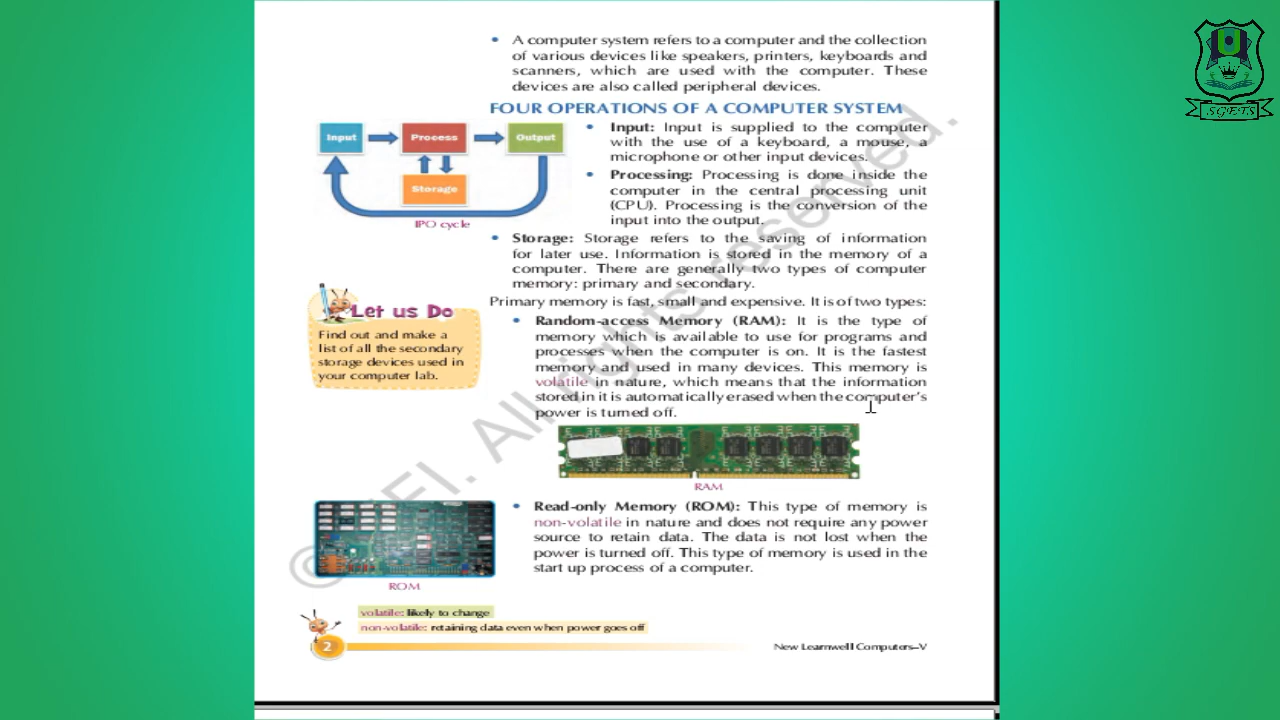 • A computer system refers to a computer and the collection
of various devices like speakers, printers, keyboards and
scanners, which are used with the computer. These
devices are also called peripheral devices.
FOUR OPERATIONS OF A COMPUTER SYSTEM
Input
Process
Output
Storage
IPO cycle
• Input: Input is supplied to the computer
with the use of a keyboard, a mouse, a
microphone or other input devices.
• Processing: Processing is done inside the
computer in the central processing unit
(CPU). Processing is the conversion of the
input into the output.
• Storage: Storage refers to the saving of information
for later use. Information is stored in the memory of a
computer. There are generally two types of computer
memory: primary and secondary.
Let us Do
Find out and make a
list of all the secondary
storage devices used in
your computer lab.
Primary memory is fast, small and expensive. It is of two types:
• Random-access Memory (RAM): It is the type of
memory which is available to use for programs and
processes when the computer is on. It is the fastest
memory and used in many devices. This memory is
volatile in nature, which means that the information
stored in it is automatically erased when the computer's
power is turned off.
RAM
• Read-only Memory (ROM): This type of memory is
non-volatile in nature and does not require any power
source to retain data. The data is not lost when the
power is turned off. This type of memory is used in the
start up process of a computer.
ROM
volatile: likely to change
non-volatile: retaining data even when power goes off
2
New Learnwell Computers–V
All rights reserved.
SGETS